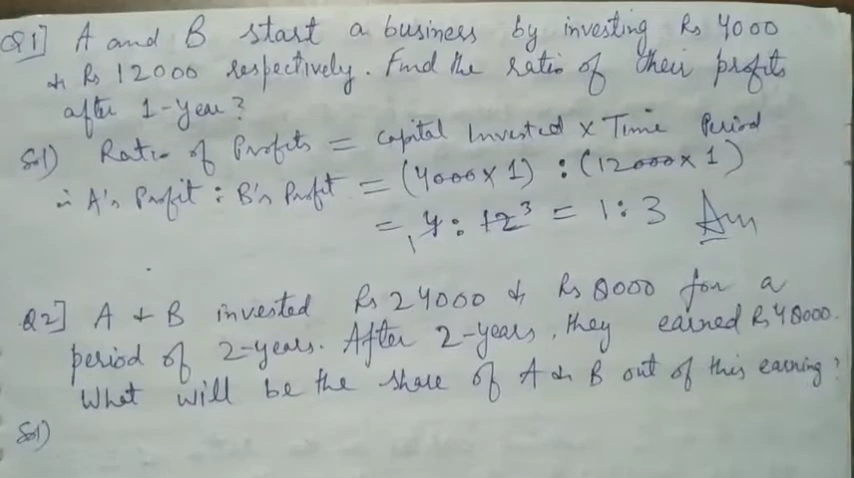 Q1] A and B start a business by investing Rs 4000
& Rs 12000 respectively. Find the ratio of their profits
after 1-year?
Sol) Ratio of Profits = Capital Invested x Time Period
∴ A's Profit : B's Profit = (4000 x 1) : (12000 x 1)
= 1 4 : 12 3 = 1 : 3 Ans
Q2] A & B invested Rs 24000 & Rs 8000 for a
period of 2-years. After 2-years, they earned Rs 48000.
What will be the share of A & B out of this earning?
Sol)